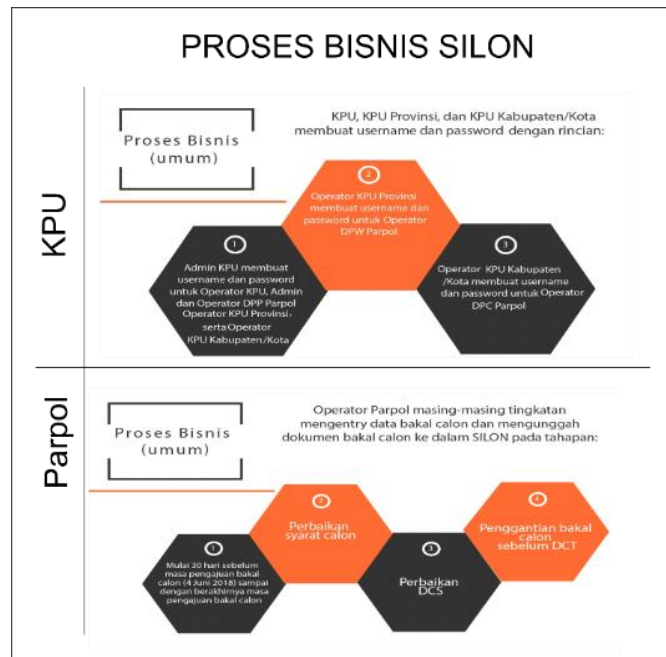 PROSES BISNIS SILON
KPU
Proses Bisnis
(umum)
KPU, KPU Provinsi, dan KPU Kabupaten/Kota
membuat username dan password dengan rincian:
1
Admin KPU membuat
username dan password
untuk Operator KPU, Admin
dan Operator DPP Parpol
Operator KPU Provinsi-
serta Operator
KPU Kabupaten/Kota
2
Operator KPU Provinsi
membuat username dan
password untuk Operator
DPW Parpol
3
Operator KPU Kabupaten
/Kota membuat username
dan password untuk Operator
DPC Parpol
Parpol
Proses Bisnis
(umum)
Operator Parpol masing-masing tingkatan
mengentry data bakal calon dan mengunggah
dokumen bakal calon ke dalam SILON pada tahapan:
1
Mulai 30 hari sebelum
masa pengajuan bakal
calon (4 Juni 2018) sampai
dengan berakhirnya masa
pengajuan bakal calon
2
Perbaikan
syarat calon
3
Perbaikan
DCS
4
Penggantian bakal
calon
sebelum DCT